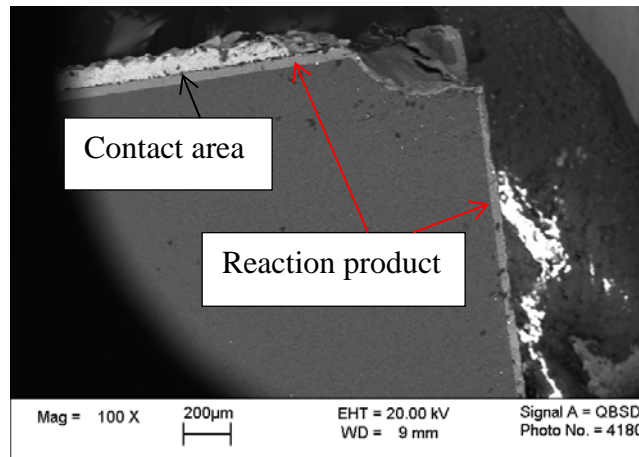 Contact area
Reaction product
Mag = 100 X
200µm
EHT = 20.00 kV
WD = 9 mm
Signal A = QBSD
Photo No. = 4180